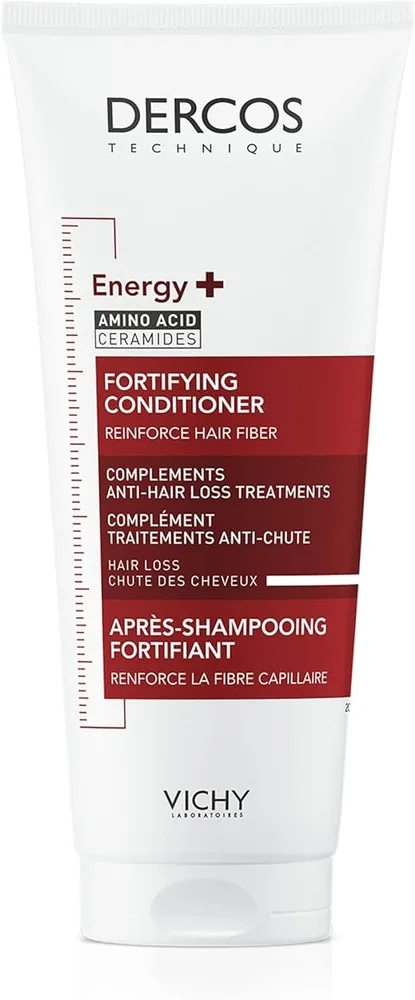 DERCOS
TECHNIQUE
Energy +
AMINO ACID
CERAMIDES
FORTIFYING
CONDITIONER
REINFORCE HAIR FIBER
COMPLEMENTS
ANTI-HAIR LOSS TREATMENTS
COMPLÉMENT
TRAITEMENTS ANTI-CHUTE
HAIR LOSS
CHUTE DES CHEVEUX
APRÈS-SHAMPOOING
FORTIFIANT
RENFORCE LA FIBRE CAPILLAIRE
VICHY
LABORATOIRES